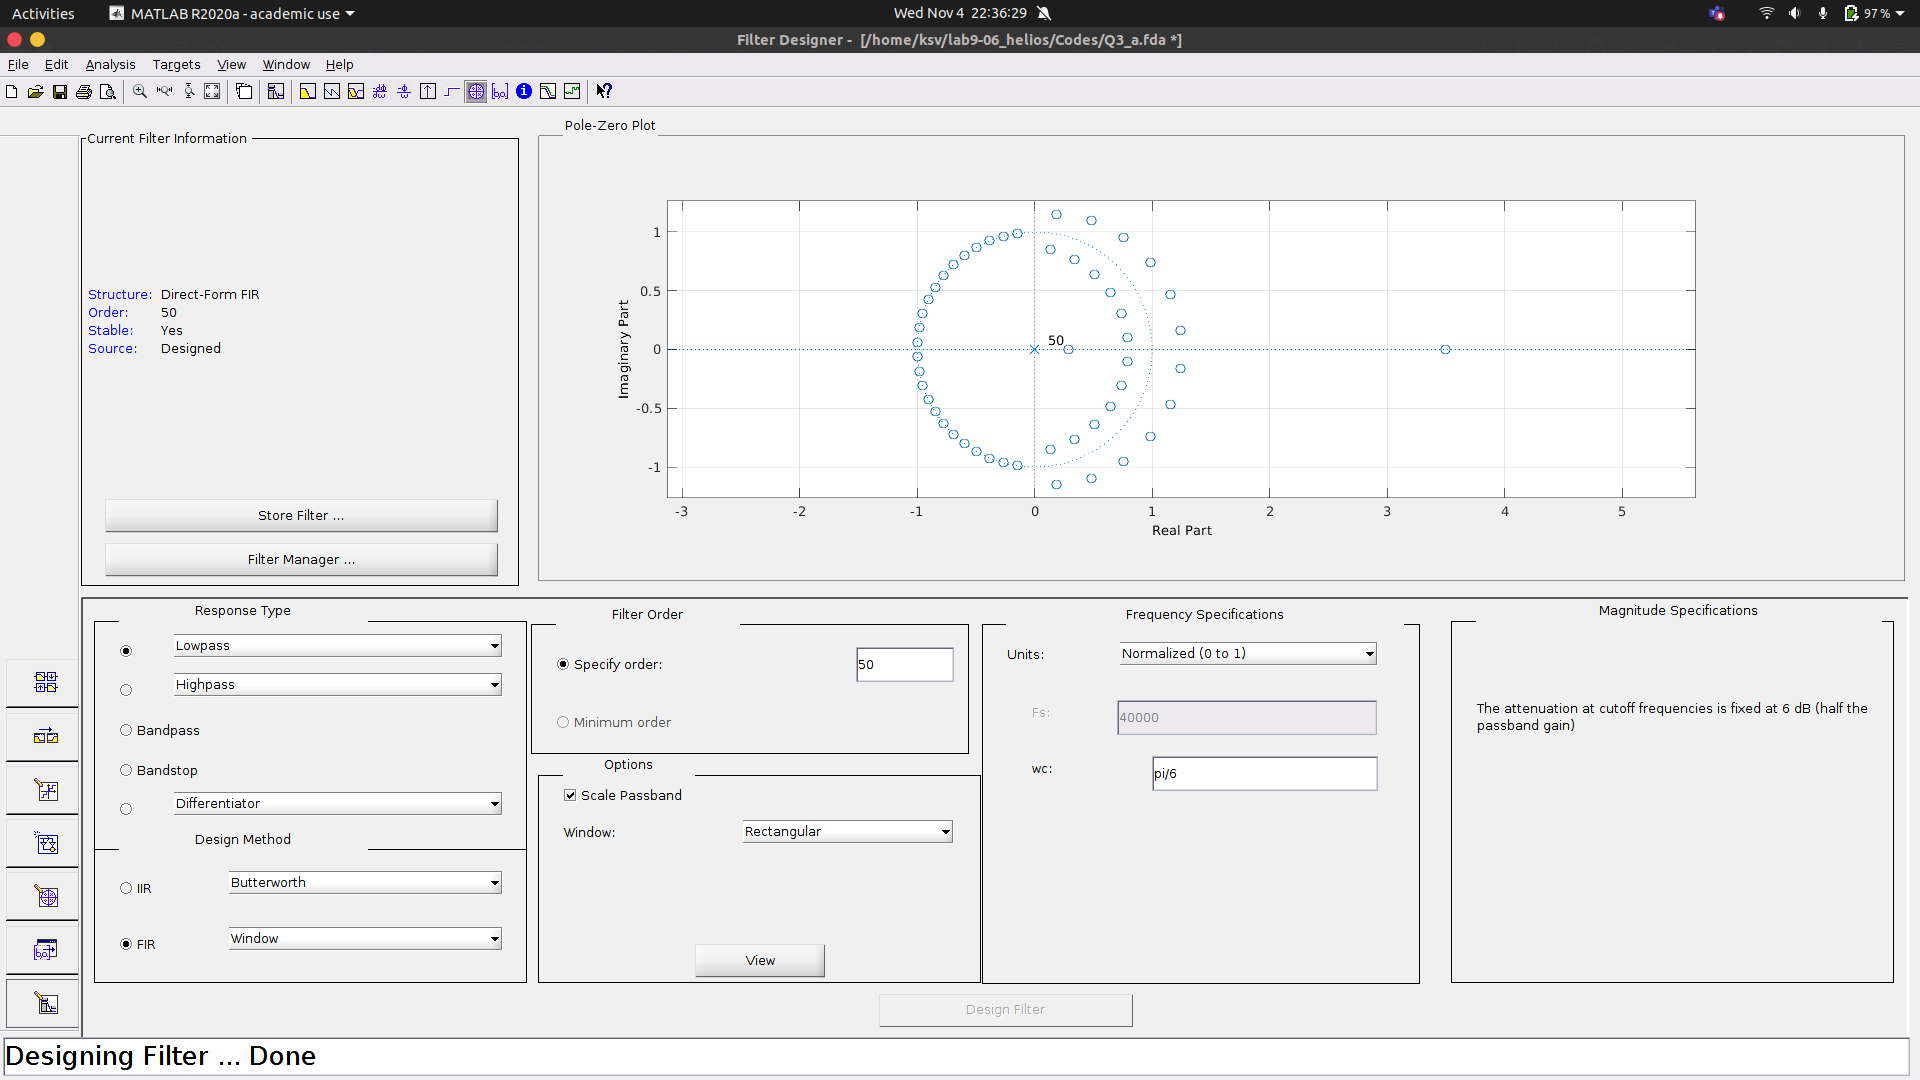 Activities MATLAB R2020a - academic use Wed Nov 4 22:36:29 97 %
Filter Designer - [/home/ksv/lab9-06_helios/Codes/Q3_a.fda *]
File Edit Analysis Targets View Window Help
Current Filter Information
Structure: Direct-Form FIR
Order: 50
Stable: Yes
Source: Designed
Store Filter ...
Filter Manager ...
Pole-Zero Plot
1
0.5
0
-0.5
-1
Imaginary Part
50
-3 -2 -1 0 1 2 3 4 5
Real Part
Response Type
Lowpass
Highpass
Bandpass
Bandstop
Differentiator
Design Method
IIR Butterworth
FIR Window
Filter Order
Specify order: 50
Minimum order
Options
Scale Passband
Window: Rectangular
View
Frequency Specifications
Units: Normalized (0 to 1)
Fs: 40000
wc: pi/6
Magnitude Specifications
The attenuation at cutoff frequencies is fixed at 6 dB (half the
passband gain)
Design Filter
Designing Filter ... Done